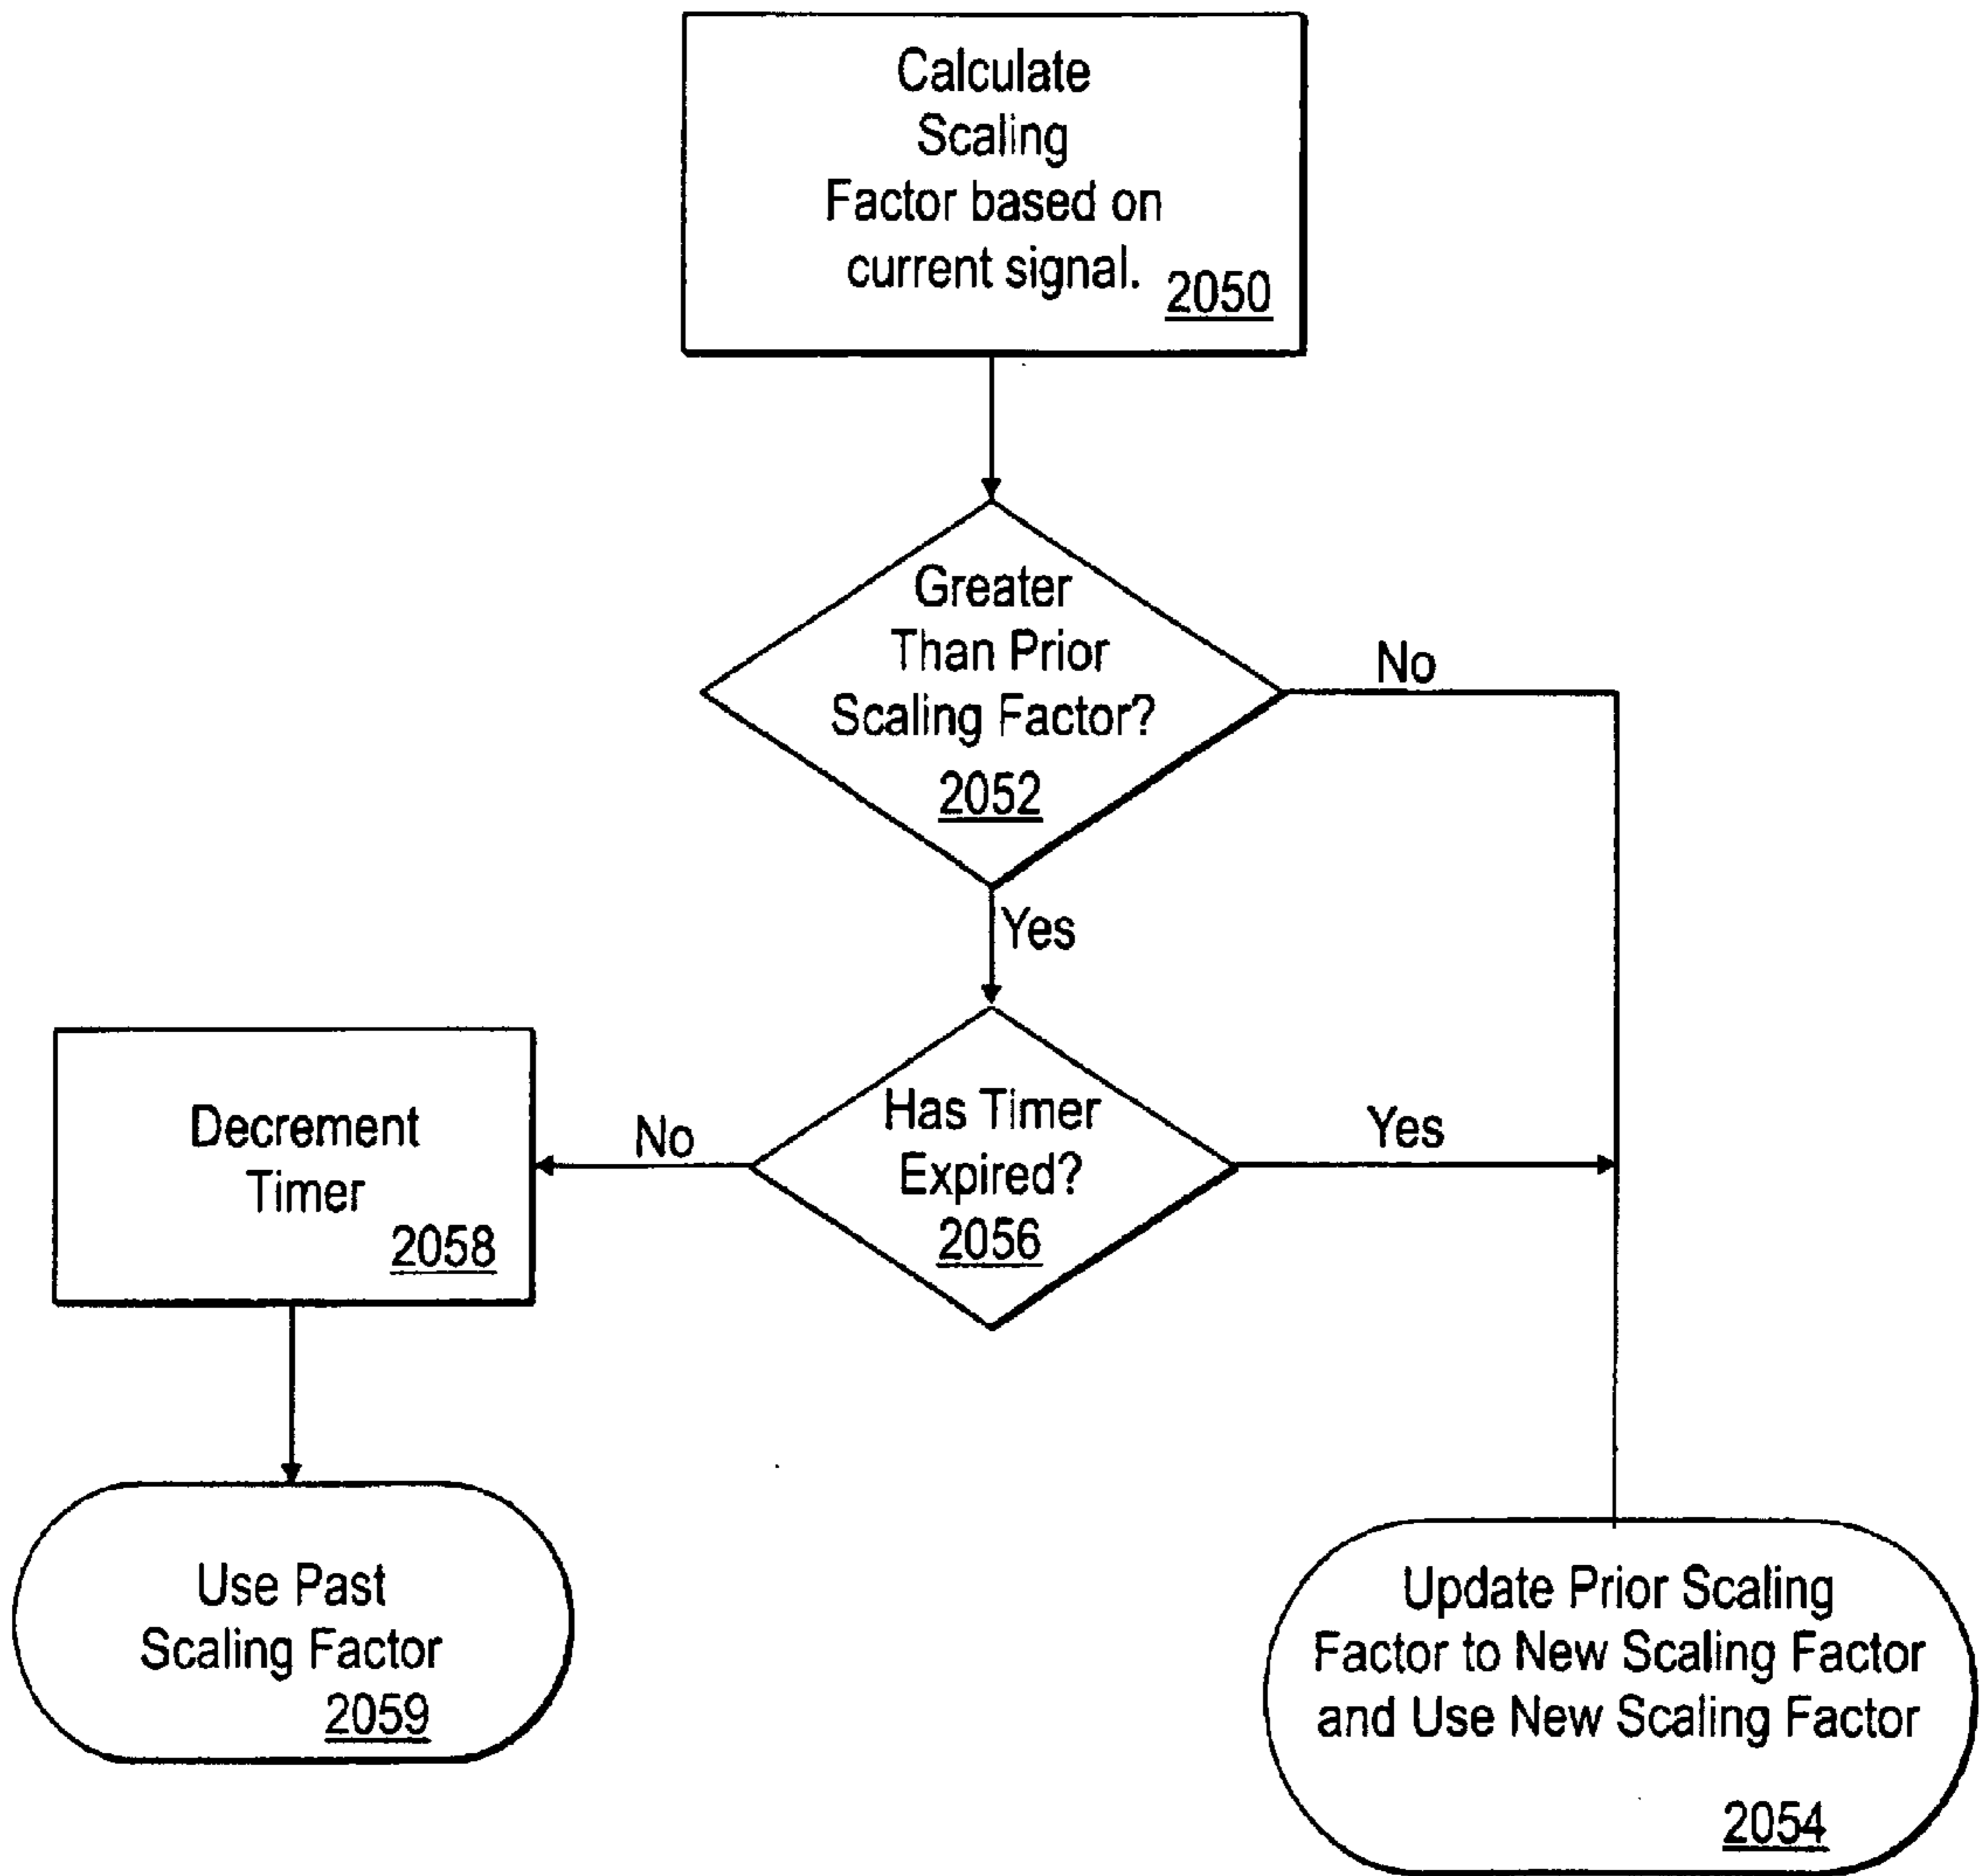 Calculate
Scaling
Factor based on
current signal.
2050
Greater
Than Prior
Scaling Factor?
2052
No
Yes
Has Timer
Expired?
2056
No
Yes
Decrement
Timer
2058
Use Past
Scaling Factor
2059
Update Prior Scaling
Factor to New Scaling Factor
and Use New Scaling Factor
2054